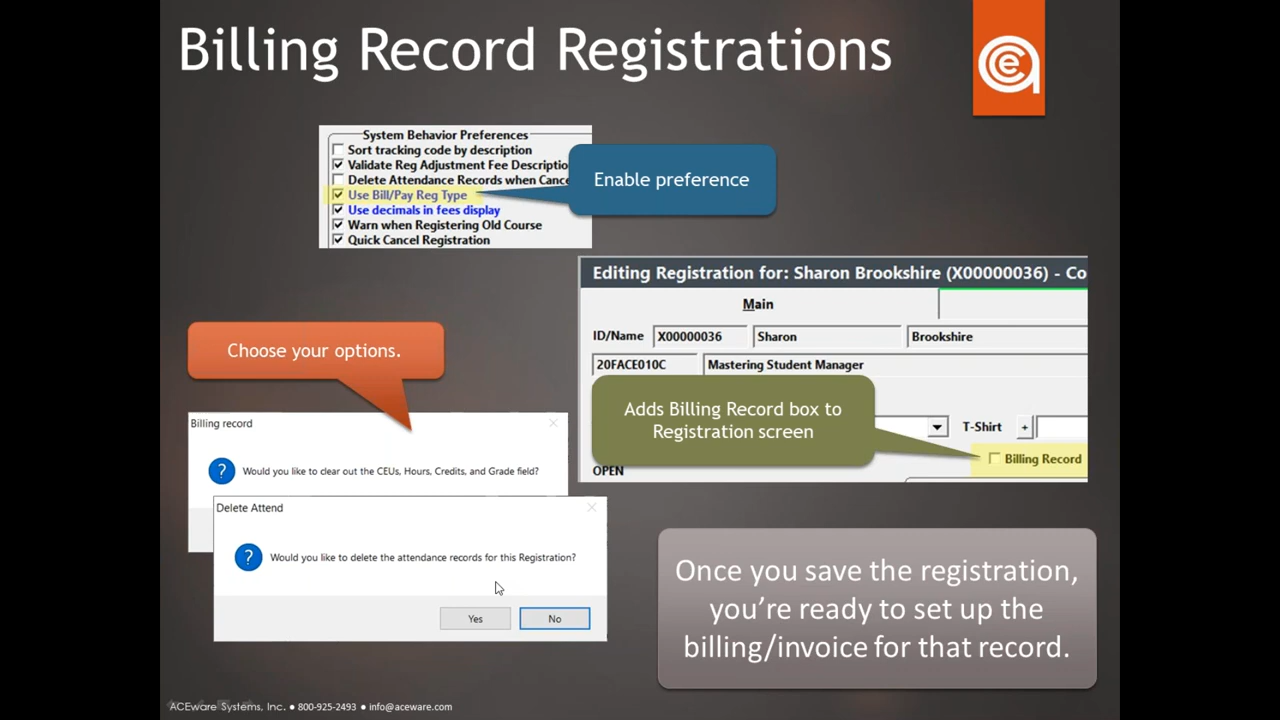 Billing Record Registrations
System Behavior Preferences
Sort tracking code by description
Validate Reg Adjustment Fee Descriptio
Delete Attendance Records when Canc
Use Bill/Pay Reg Type
Use decimals in fees display
Warn when Registering Old Course
Quick Cancel Registration
Enable preference
Editing Registration for: Sharon Brookshire (X00000036) - Co
Main
ID/Name X00000036 Sharon Brookshire
20FACE010C Mastering Student Manager
Adds Billing Record box to
Registration screen
T-Shirt +
Billing Record
OPEN
Choose your options.
Billing record
Would you like to clear out the CEUs, Hours, Credits, and Grade field?
Delete Attend
Would you like to delete the attendance records for this Registration?
Yes No
Once you save the registration,
you’re ready to set up the
billing/invoice for that record.
ACEware Systems, Inc. ● 800-925-2493 ● info@aceware.com